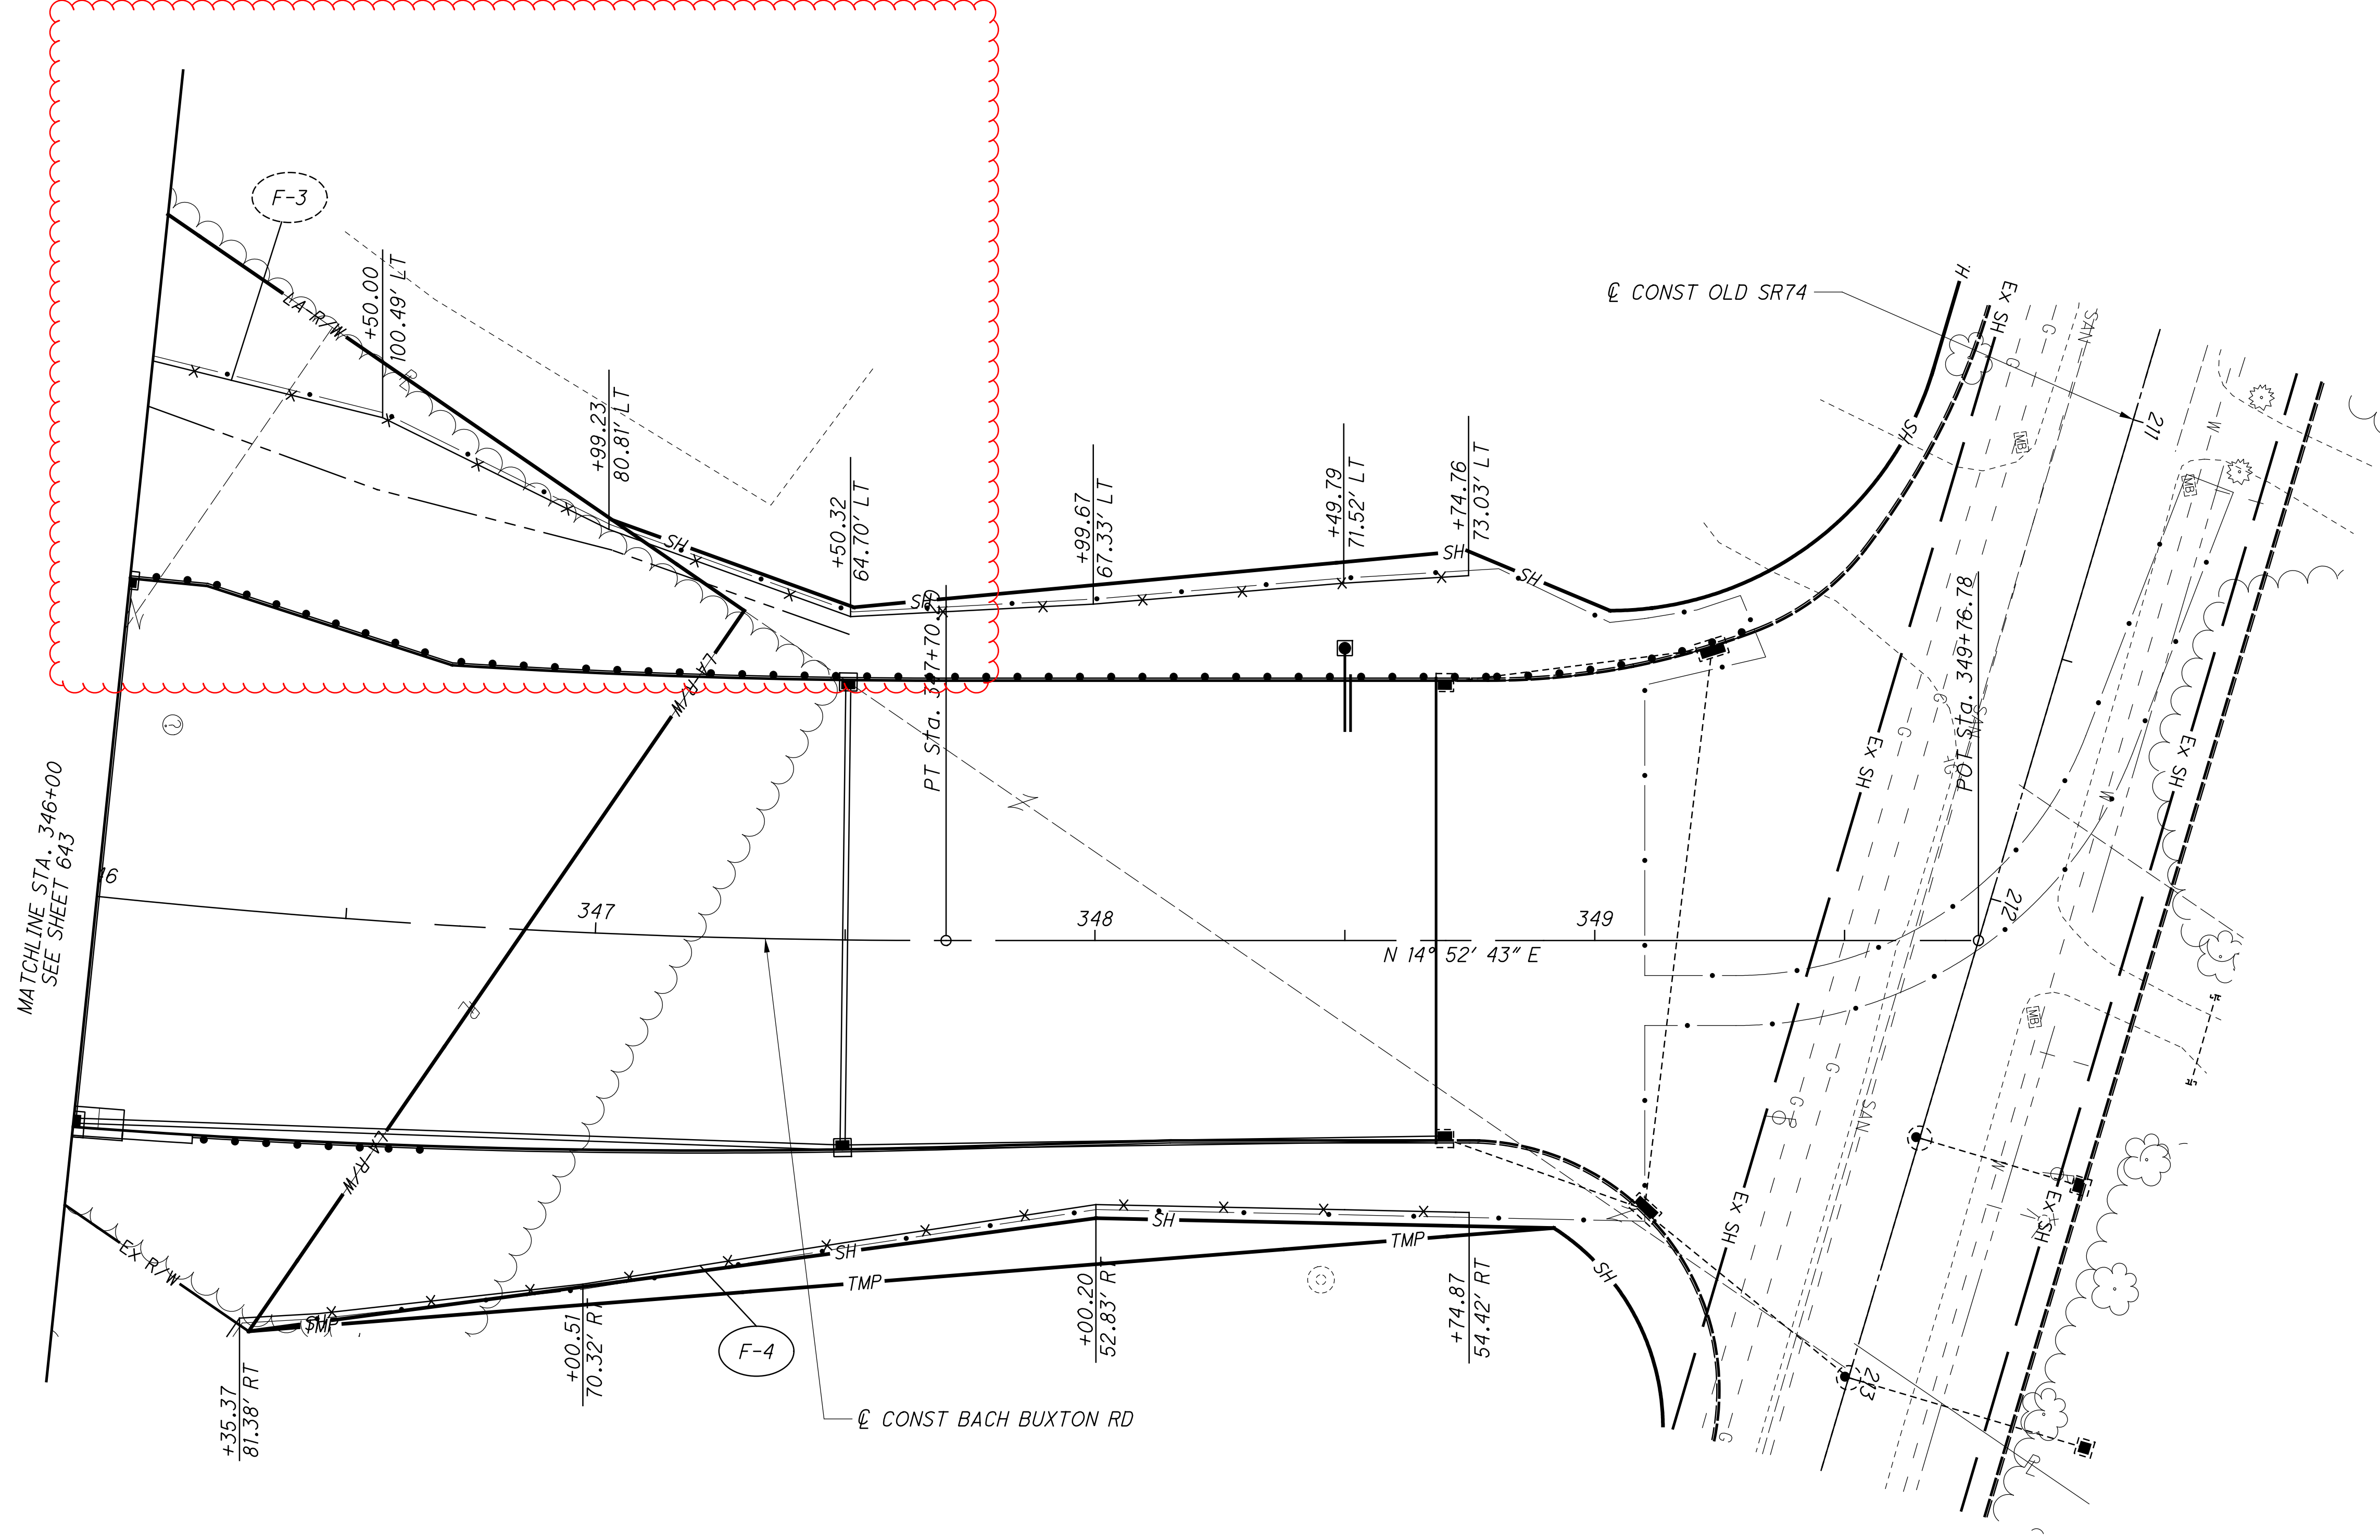 F-3
+50.00
100.49' LT
LA R/W
+99.23
80.81' LT
SH
+50.32
64.70' LT
SH
+99.67
67.33' LT
+49.79
71.52' LT
+74.76
73.03' LT
SH
SH
SH
℄ CONST OLD SR74
Ex SH
G
G
SAN
W
MB
MB
211
LA R/W
PT Sta. 347+70.
POT Sta. 349+76.78
MATCHLINE STA. 346+00
SEE SHEET 643
347
348
349
N 14° 52' 43" E
Ex SH
G
G
SAN
W
Ex SH
212
MB
G
G
SAN
W
LA R/W
EX R/W
TMP
SH
TMP
SH
TMP
SH
Ex SH
Ex SH
G
213
F-4
+35.37
81.38' RT
+00.51
70.32' RT
+00.20
52.83' RT
+74.87
54.42' RT
℄ CONST BACH BUXTON RD